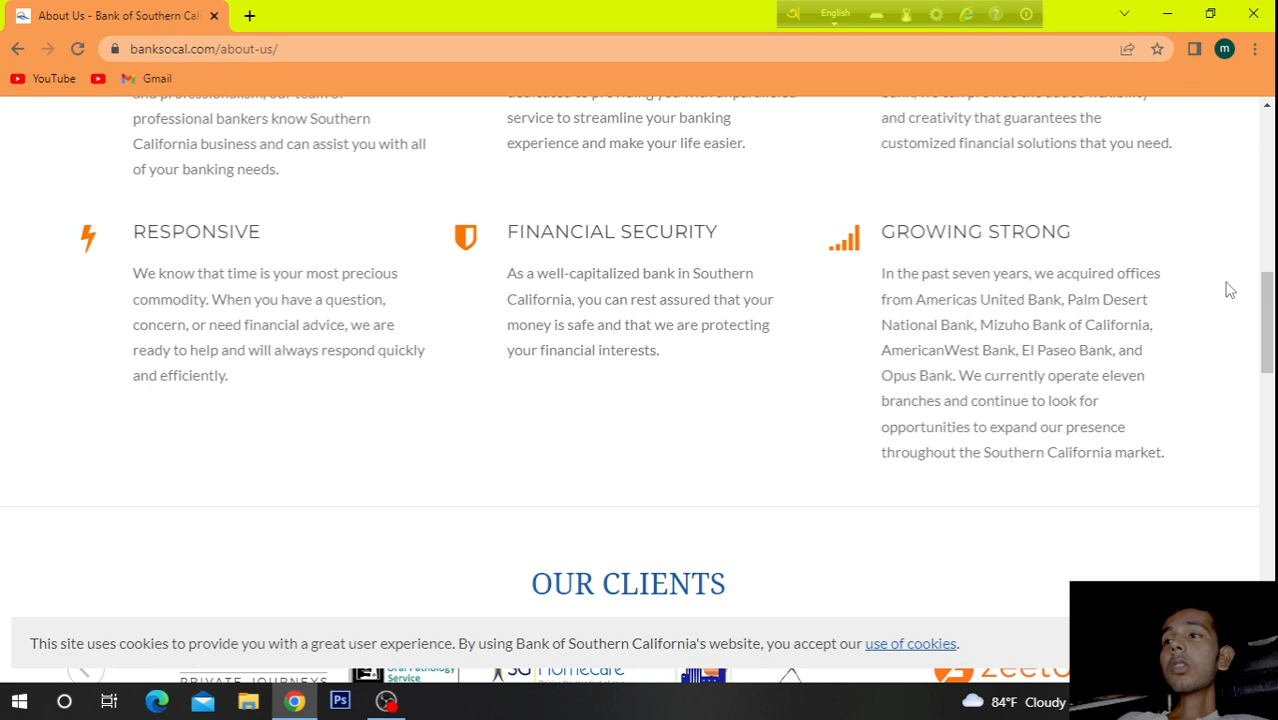 About Us - Bank of Southern Cal
English
banksocal.com/about-us/
m
YouTube
Gmail
and professionalism, our team of
professional bankers know Southern
California business and can assist you with all
of your banking needs.
dedicated to providing you with unparalleled
service to streamline your banking
experience and make your life easier.
bank, we can provide the added flexibility
and creativity that guarantees the
customized financial solutions that you need.
RESPONSIVE
We know that time is your most precious
commodity. When you have a question,
concern, or need financial advice, we are
ready to help and will always respond quickly
and efficiently.
FINANCIAL SECURITY
As a well-capitalized bank in Southern
California, you can rest assured that your
money is safe and that we are protecting
your financial interests.
GROWING STRONG
In the past seven years, we acquired offices
from Americas United Bank, Palm Desert
National Bank, Mizuho Bank of California,
AmericanWest Bank, El Paseo Bank, and
Opus Bank. We currently operate eleven
branches and continue to look for
opportunities to expand our presence
throughout the Southern California market.
OUR CLIENTS
This site uses cookies to provide you with a great user experience. By using Bank of Southern California's website, you accept our use of cookies.
PRIVATE JOURNEYS
Oral Pathology
Service
SG Homecare
zeeto
Ps
84°F Cloudy